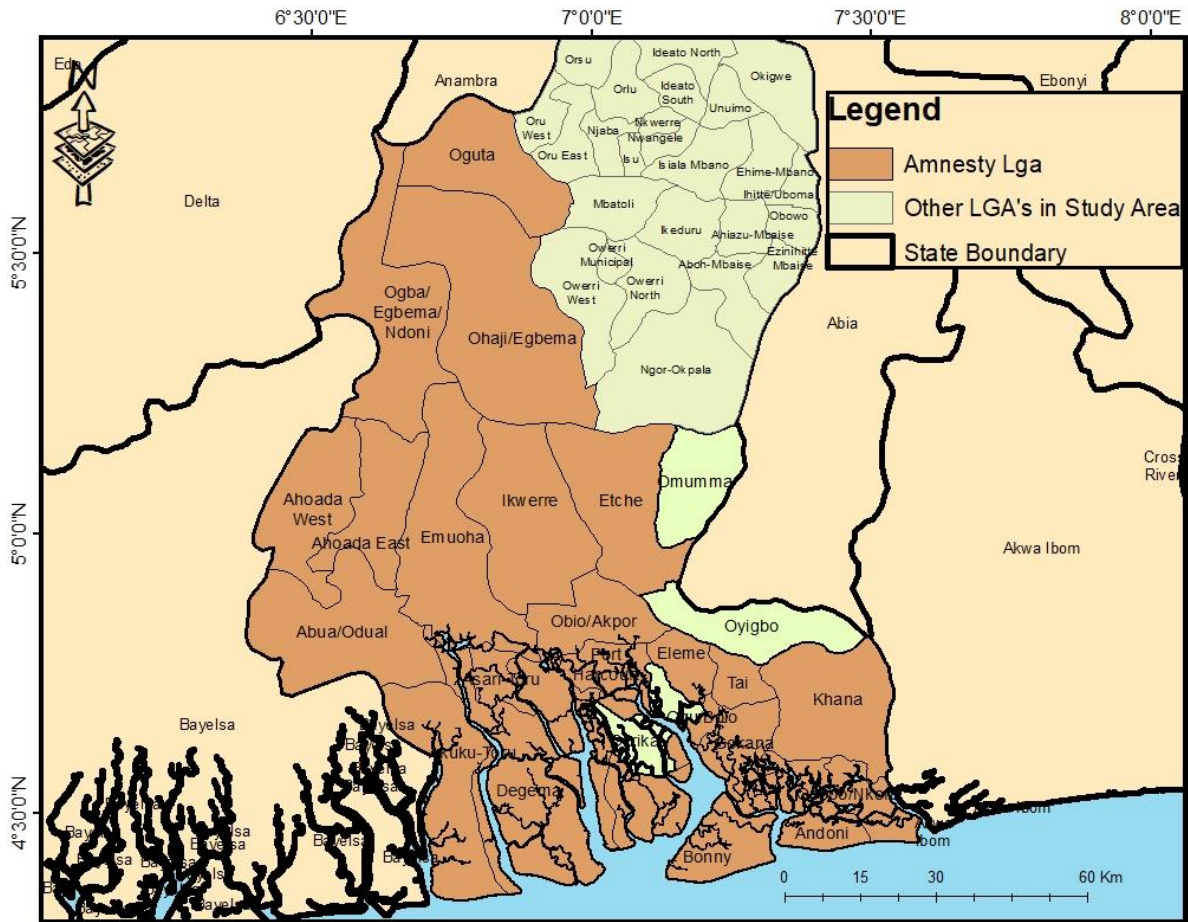 6°30'0"E
7°0'0"E
7°30'0"E
8°0'0"E
5°30'0"N
5°0'0"N
4°30'0"N
Anambra
Ebonyi
Delta
Abia
Akwa Ibom
Cross
River
Bayelsa
Orsu
Ideato North
Orlu
Ideato
South
Okigwe
Unuimo
Oru
West
Njaba
Nkwerre
Nwangele
Oru East
Isu
Isiala Mbano
Ehime-Mbano
Ihitte/Uboma
Mbatoli
Ikeduru
Obowo
Ahiazu-Mbaise
Owerri
Municipal
Aboh-Mbaise
Ezinihitte
Mbaise
Owerri
West
Owerri
North
Ngor-Okpala
Oguta
Ogba/
Egbema/
Ndoni
Ohaji/Egbema
Omumma
Ahoada
West
Ahoada East
Emuoha
Ikwerre
Etche
Abua/Odual
Obio/Akpor
Oyigbo
Port
Eleme
Tai
Khana
Degema
Bonny
Andoni
Legend
Amnesty Lga
Other LGA's in Study Area
State Boundary
0 15 30 60 Km